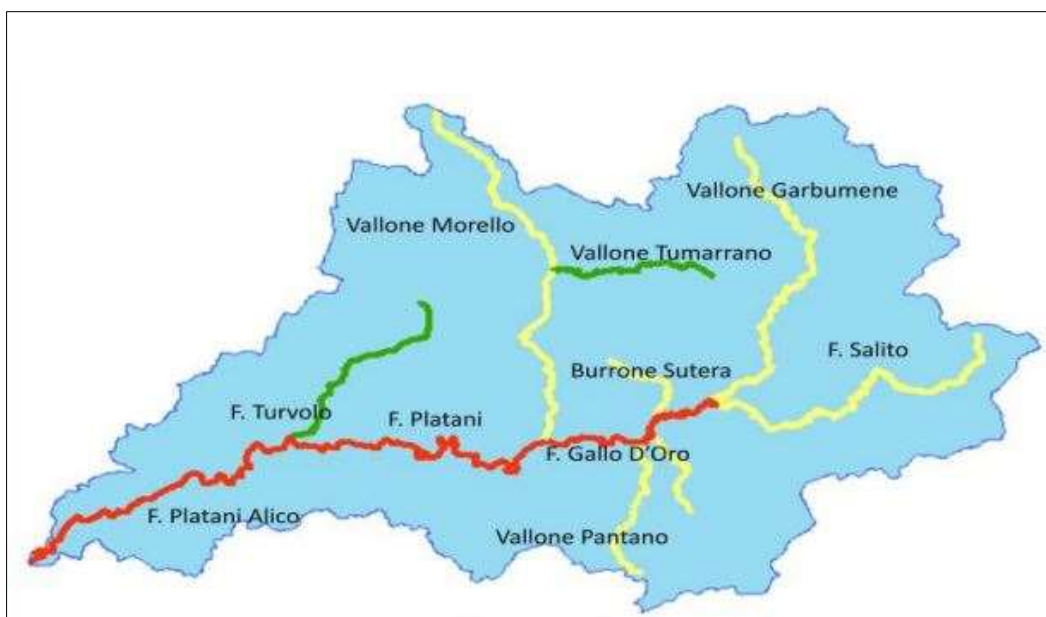 Vallone Garbumene
Vallone Morello
Vallone Tumarrano
F. Salito
Burrone Sutera
F. Turvolo
F. Platani
F. Gallo D'Oro
F. Platani Alico
Vallone Pantano